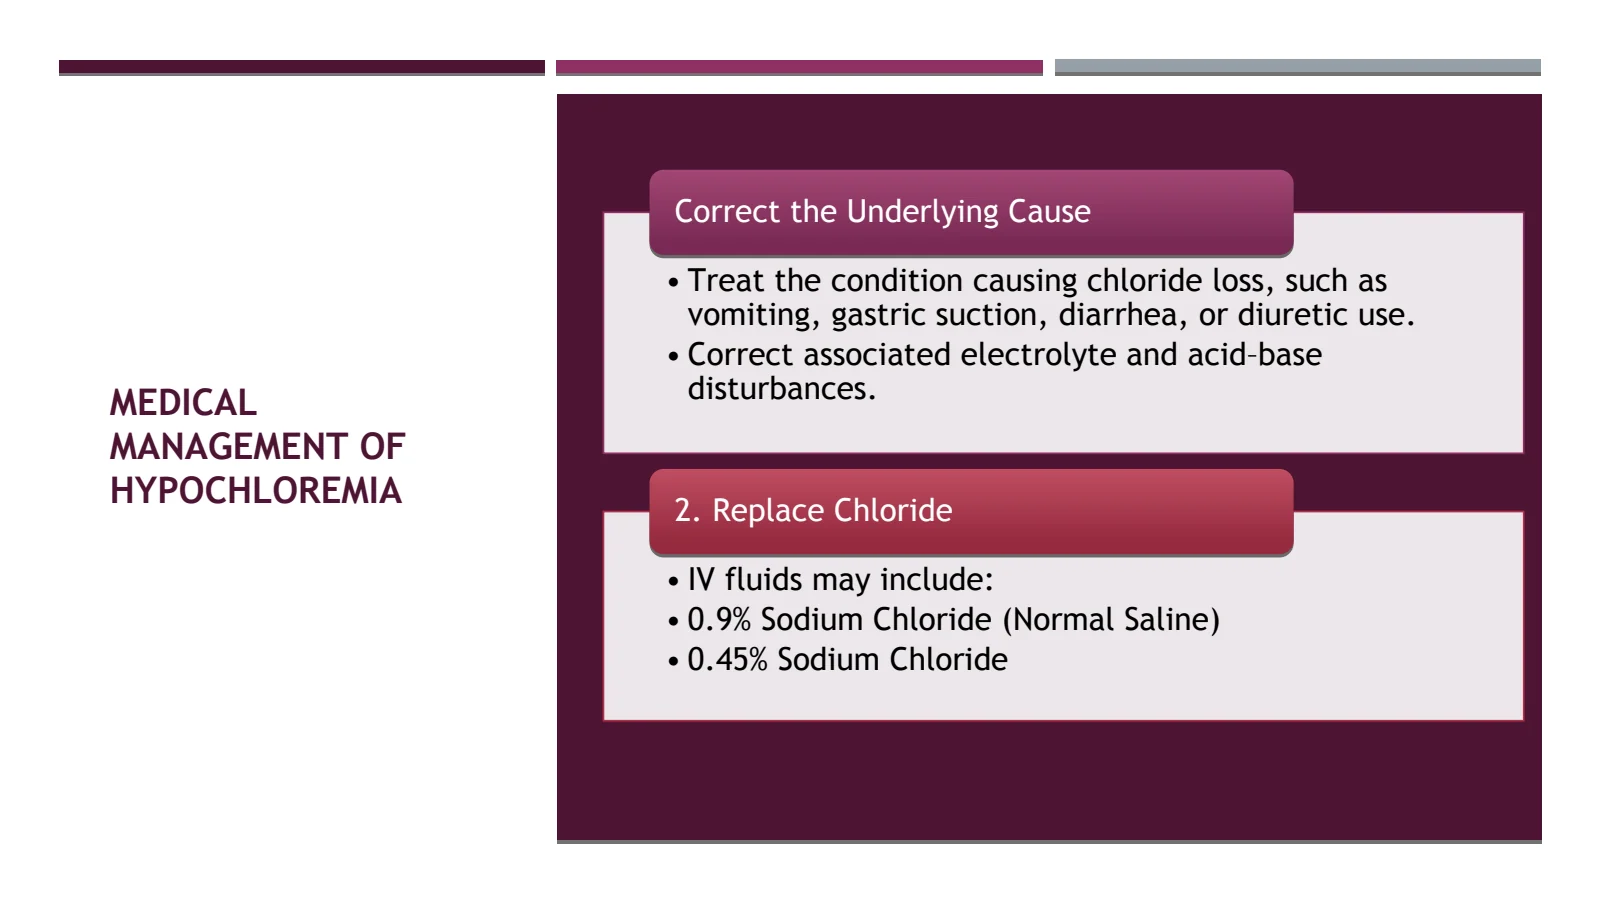 MEDICAL
MANAGEMENT OF
HYPOCHLOREMIA
Correct the Underlying Cause
• Treat the condition causing chloride loss, such as
vomiting, gastric suction, diarrhea, or diuretic use.
• Correct associated electrolyte and acid–base
disturbances.
2. Replace Chloride
• IV fluids may include:
• 0.9% Sodium Chloride (Normal Saline)
• 0.45% Sodium Chloride